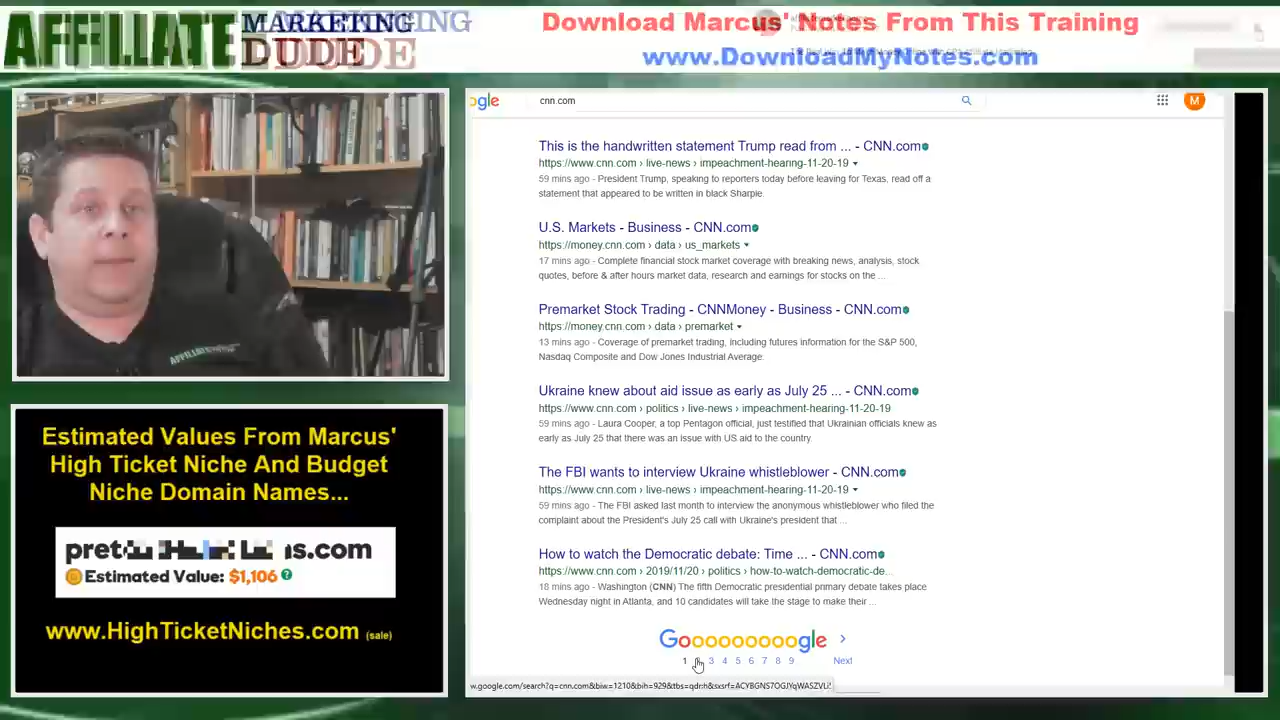 AFFILIATE MARKETING
DUDE
Download Marcus' Notes From This Training
www.DownloadMyNotes.com
ogle
cnn.com
M
This is the handwritten statement Trump read from ... - CNN.com
https://www.cnn.com › live-news › impeachment-hearing-11-20-19
59 mins ago - President Trump, speaking to reporters today before leaving for Texas, read off a
statement that appeared to be written in black Sharpie.
U.S. Markets - Business - CNN.com
https://money.cnn.com › data › us_markets
17 mins ago - Complete financial stock market coverage with breaking news, analysis, stock
quotes, before & after hours market data, research and earnings for stocks on the ...
Premarket Stock Trading - CNNMoney - Business - CNN.com
https://money.cnn.com › data › premarket
13 mins ago - Coverage of premarket trading, including futures information for the S&P 500,
Nasdaq Composite and Dow Jones Industrial Average.
Ukraine knew about aid issue as early as July 25 ... - CNN.com
https://www.cnn.com › politics › live-news › impeachment-hearing-11-20-19
59 mins ago - Laura Cooper, a top Pentagon official, just testified that Ukrainian officials knew as
early as July 25 that there was an issue with US aid to the country.
The FBI wants to interview Ukraine whistleblower - CNN.com
https://www.cnn.com › live-news › impeachment-hearing-11-20-19
59 mins ago - The FBI asked last month to interview the anonymous whistleblower who filed the
complaint about the President's July 25 call with Ukraine's president that ...
How to watch the Democratic debate: Time ... - CNN.com
https://www.cnn.com › 2019/11/20 › politics › how-to-watch-democratic-de...
18 mins ago - Washington (CNN) The fifth Democratic presidential primary debate takes place
Wednesday night in Atlanta, and 10 candidates will take the stage to make their ...
Gooooooooogle
1 3 4 5 6 7 8 9 Next
Estimated Values From Marcus'
High Ticket Niche And Budget
Niche Domain Names...
Estimated Value: $1,106
www.HighTicketNiches.com (sale)